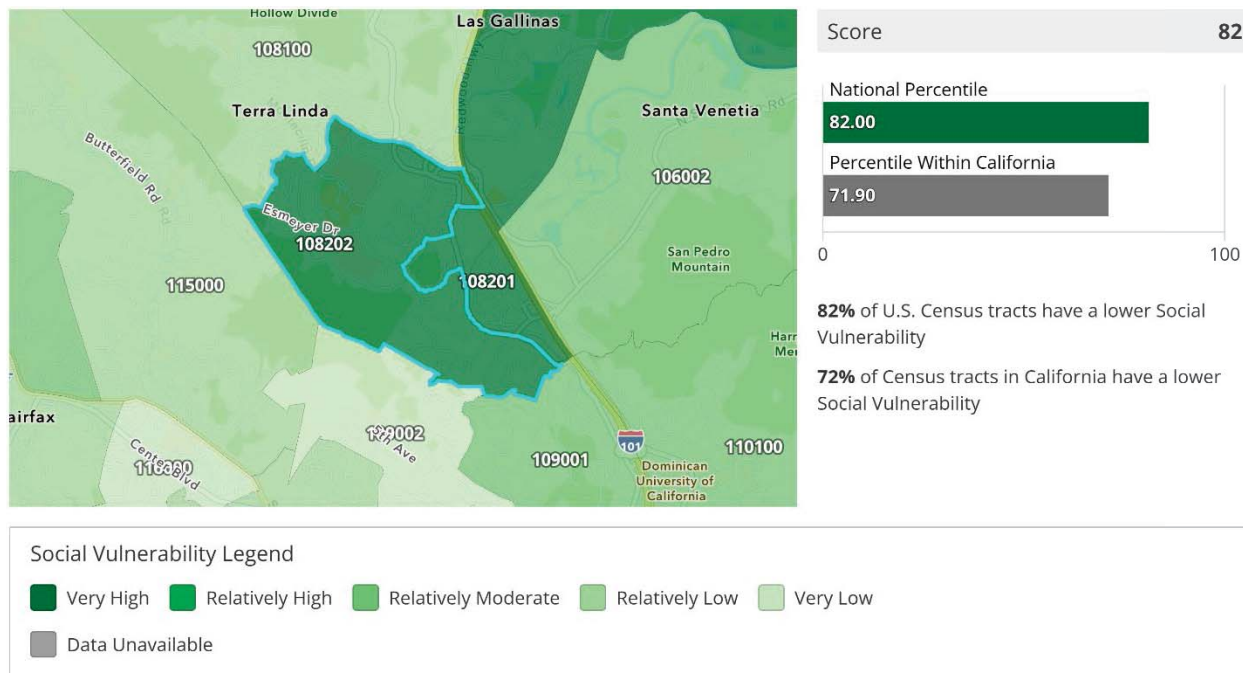 Hollow Divide
Las Gallinas
108100
Terra Linda
Santa Venetia
Butterfield Rd
106002
Esmeyer Dr
108202
San Pedro
Mountain
115000
108201
airfax
Center Blvd
109001
101
110100
Dominican
University of
California
Score 82
National Percentile
82.00
Percentile Within California
71.90
0 100
82% of U.S. Census tracts have a lower Social
Vulnerability
72% of Census tracts in California have a lower
Social Vulnerability
Social Vulnerability Legend
Very High Relatively High Relatively Moderate Relatively Low Very Low
Data Unavailable